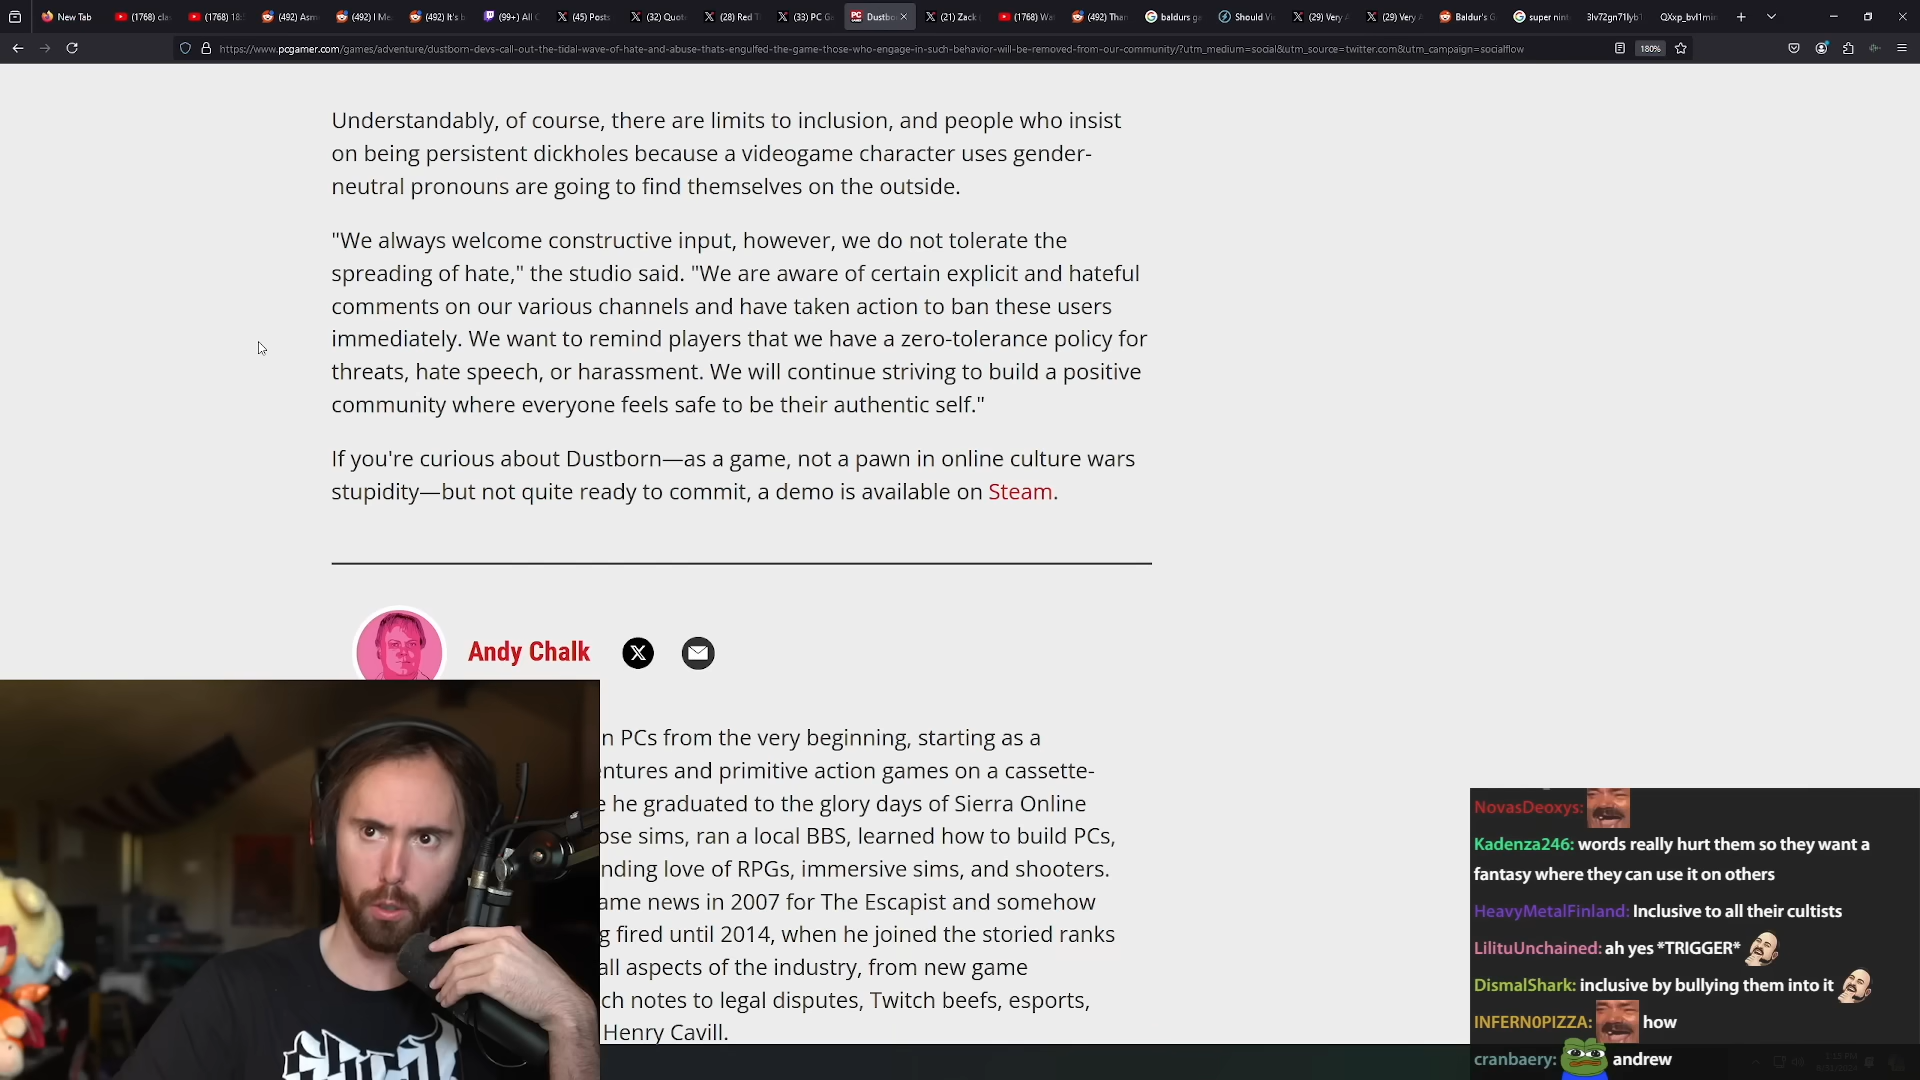 New Tab
(1768) cla
(1768) 18:
(492) Asm
(492) I Me
(492) It's b
(99+) All C
(45) Posts
(32) Quot
(28) Red T
(33) PC G
Dustbo
(21) Zack
(1768) Wa
(492) Than
baldurs ga
Should Vi
(29) Very
(29) Very
Baldur's G
super nint
3lv72gn71lyb1
QXxp_bvl1mi
https://www.pcgamer.com/games/adventure/dustborn-devs-call-out-the-tidal-wave-of-hate-and-abuse-thats-engulfed-the-game-those-who-engage-in-such-behavior-will-be-removed-from-our-community/?utm_medium=social&utm_source=twitter.com&utm_campaign=socialflow
180%
Understandably, of course, there are limits to inclusion, and people who insist
on being persistent dickholes because a videogame character uses gender-
neutral pronouns are going to find themselves on the outside.
"We always welcome constructive input, however, we do not tolerate the
spreading of hate," the studio said. "We are aware of certain explicit and hateful
comments on our various channels and have taken action to ban these users
immediately. We want to remind players that we have a zero-tolerance policy for
threats, hate speech, or harassment. We will continue striving to build a positive
community where everyone feels safe to be their authentic self."
If you're curious about Dustborn—as a game, not a pawn in online culture wars
stupidity—but not quite ready to commit, a demo is available on Steam.
Andy Chalk
n PCs from the very beginning, starting as a
entures and primitive action games on a cassette-
e he graduated to the glory days of Sierra Online
ose sims, ran a local BBS, learned how to build PCs,
nding love of RPGs, immersive sims, and shooters.
ame news in 2007 for The Escapist and somehow
g fired until 2014, when he joined the storied ranks
all aspects of the industry, from new game
ch notes to legal disputes, Twitch beefs, esports,
Henry Cavill.
NovasDeoxys:
Kadenza246: words really hurt them so they want a
fantasy where they can use it on others
HeavyMetalFinland: Inclusive to all their cultists
LilituUnchained: ah yes *TRIGGER*
DismalShark: inclusive by bullying them into it
INFERN0PIZZA: how
cranbaery: andrew